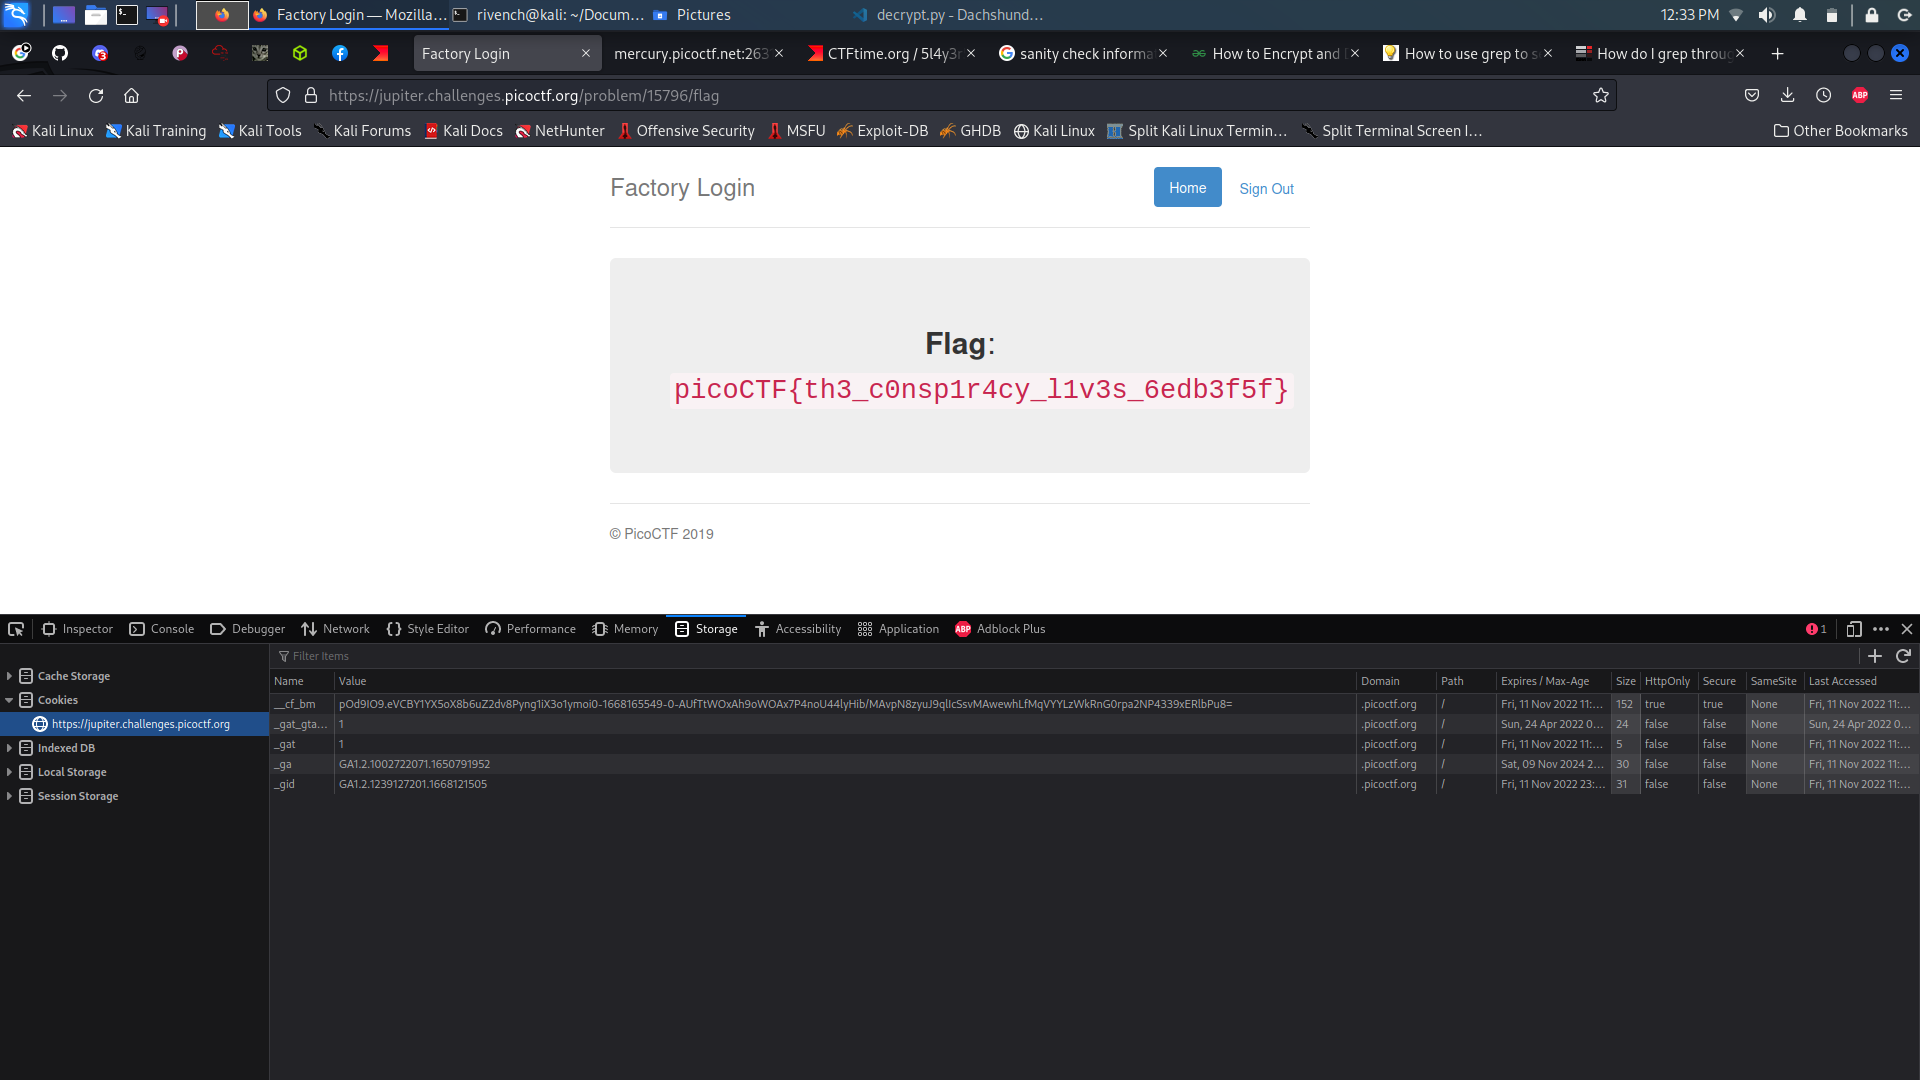 Factory Login — Mozilla... rivench@kali: ~/Docum... Pictures decrypt.py - Dachshund... 12:33 PM
Factory Login mercury.picoctf.net:263 CTFtime.org / 5l4y3r sanity check informa How to Encrypt and How to use grep to s How do I grep throug
https://jupiter.challenges.picoctf.org/problem/15796/flag
Kali Linux Kali Training Kali Tools Kali Forums Kali Docs NetHunter Offensive Security MSFU Exploit-DB GHDB Kali Linux Split Kali Linux Termin... Split Terminal Screen I... Other Bookmarks
Factory Login Home Sign Out
Flag:
picoCTF{th3_c0nsp1r4cy_l1v3s_6edb3f5f}
© PicoCTF 2019
Inspector Console Debugger Network Style Editor Performance Memory Storage Accessibility Application ABP Adblock Plus 1
Filter Items
Cache Storage
Cookies
https://jupiter.challenges.picoctf.org
Indexed DB
Local Storage
Session Storage
Name Value Domain Path Expires / Max-Age Size HttpOnly Secure SameSite Last Accessed
__cf_bm pOd9IO9.eVCBY1YX5oX8b6uZ2dv8Pyng1iX3o1ymoi0-1668165549-0-AUfTtWOxAh9oWOAx7P4noU44lyHib/MAvpN8zyuJ9qlIcSsvMAwewhLfMqVYYLzWkRnG0rpa2NP4339xERlbPu8= .picoctf.org / Fri, 11 Nov 2022 11:... 152 true true None Fri, 11 Nov 2022 11:...
_gat_gta... 1 .picoctf.org / Sun, 24 Apr 2022 0... 24 false false None Sun, 24 Apr 2022 0...
_gat 1 .picoctf.org / Fri, 11 Nov 2022 11:... 5 false false None Fri, 11 Nov 2022 11:...
_ga GA1.2.1002722071.1650791952 .picoctf.org / Sat, 09 Nov 2024 2... 30 false false None Fri, 11 Nov 2022 11:...
_gid GA1.2.1239127201.1668121505 .picoctf.org / Fri, 11 Nov 2022 23:... 31 false false None Fri, 11 Nov 2022 11:...